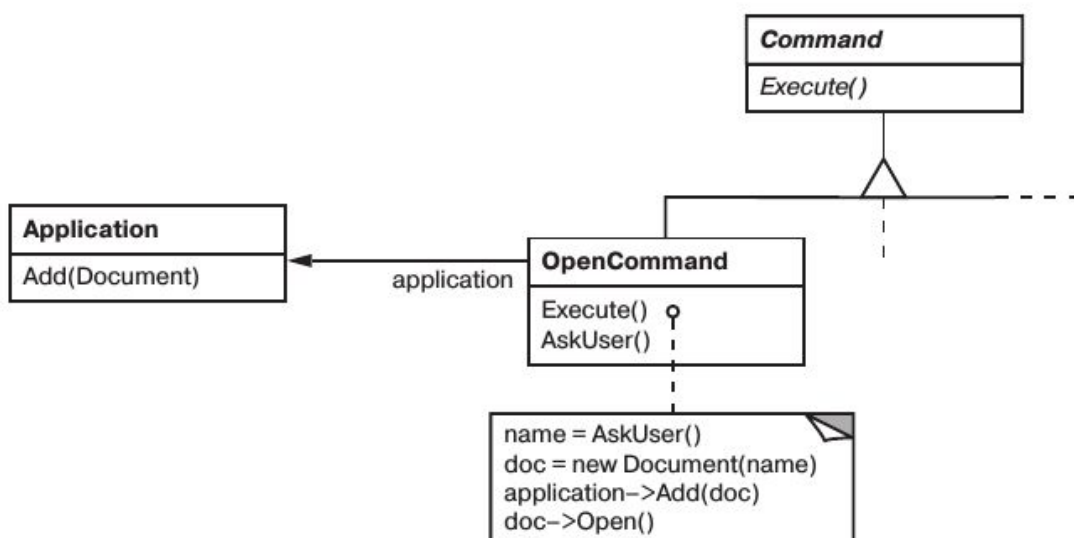 Command
Execute()
Application
Add(Document)
application
OpenCommand
Execute()
AskUser()
name = AskUser()
doc = new Document(name)
application−>Add(doc)
doc−>Open()